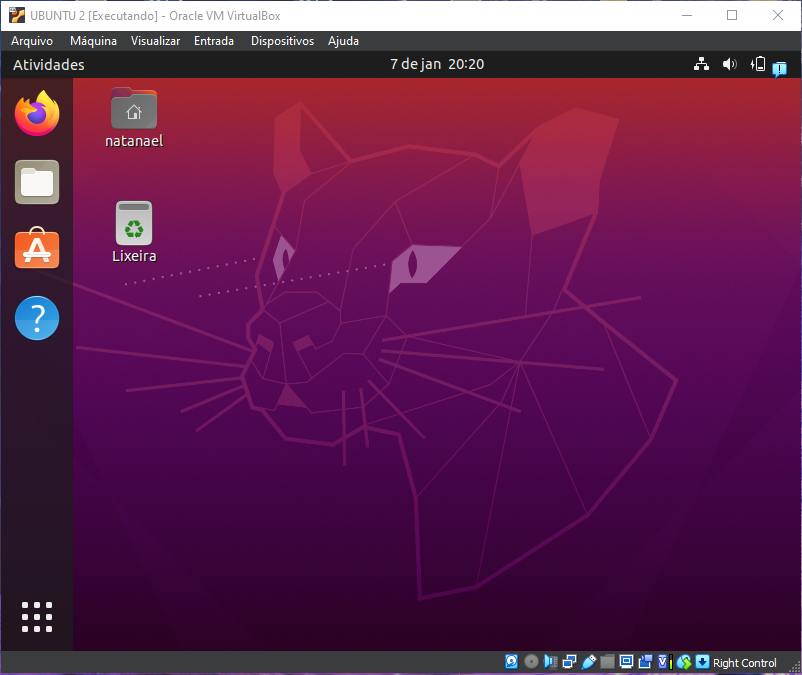 UBUNTU 2 [Executando] - Oracle VM VirtualBox
Arquivo Máquina Visualizar Entrada Dispositivos Ajuda
Atividades 7 de jan 20:20
natanael
Lixeira
Right Control